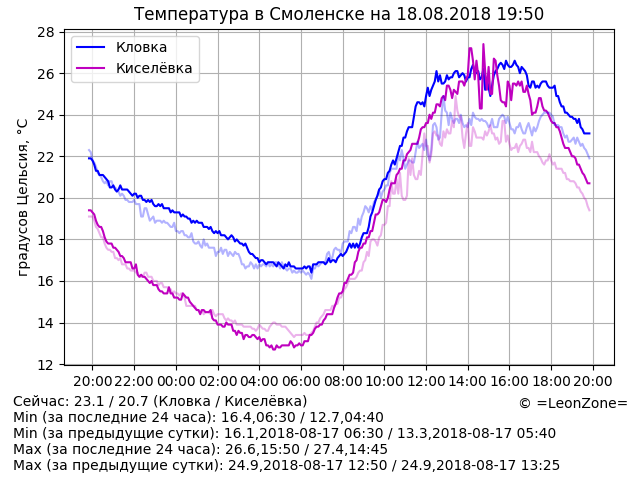 Температура в Смоленске на 18.08.2018 19:50
Кловка
Киселёвка
градусов Цельсия, °C
28
26
24
22
20
18
16
14
12
20:00 22:00 00:00 02:00 04:00 06:00 08:00 10:00 12:00 14:00 16:00 18:00 20:00
Сейчас: 23.1 / 20.7 (Кловка / Киселёвка)
© =LeonZone=
Min (за последние 24 часа): 16.4,06:30 / 12.7,04:40
Min (за предыдущие сутки): 16.1,2018-08-17 06:30 / 13.3,2018-08-17 05:40
Max (за последние 24 часа): 26.6,15:50 / 27.4,14:45
Max (за предыдущие сутки): 24.9,2018-08-17 12:50 / 24.9,2018-08-17 13:25